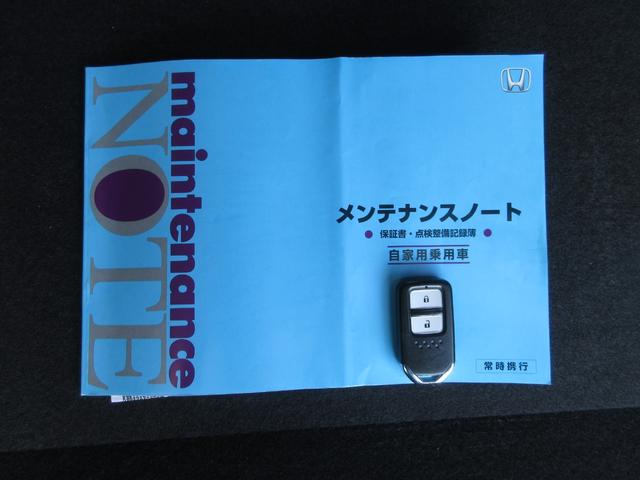 maintenance
NOTE
メンテナンスノート
● 保証書・点検整備記録簿 ●
自家用乗用車
常時携行